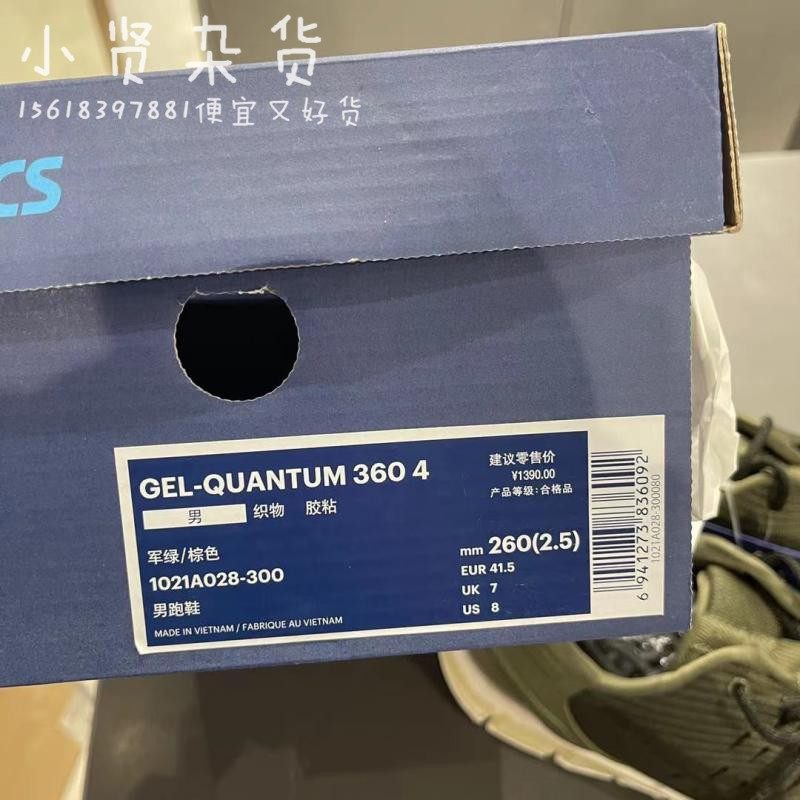 小贤杂货
15618397881便宜又好货
CS
GEL-QUANTUM 360 4
男 织物 胶粘
建议零售价
¥1390.00
产品等级:合格品
军绿/棕色
1021A028-300
男跑鞋
MADE IN VIETNAM / FABRIQUE AU VIETNAM
mm 260(2.5)
EUR 41.5
UK 7
US 8
6 941273 836092
1021A028-300080